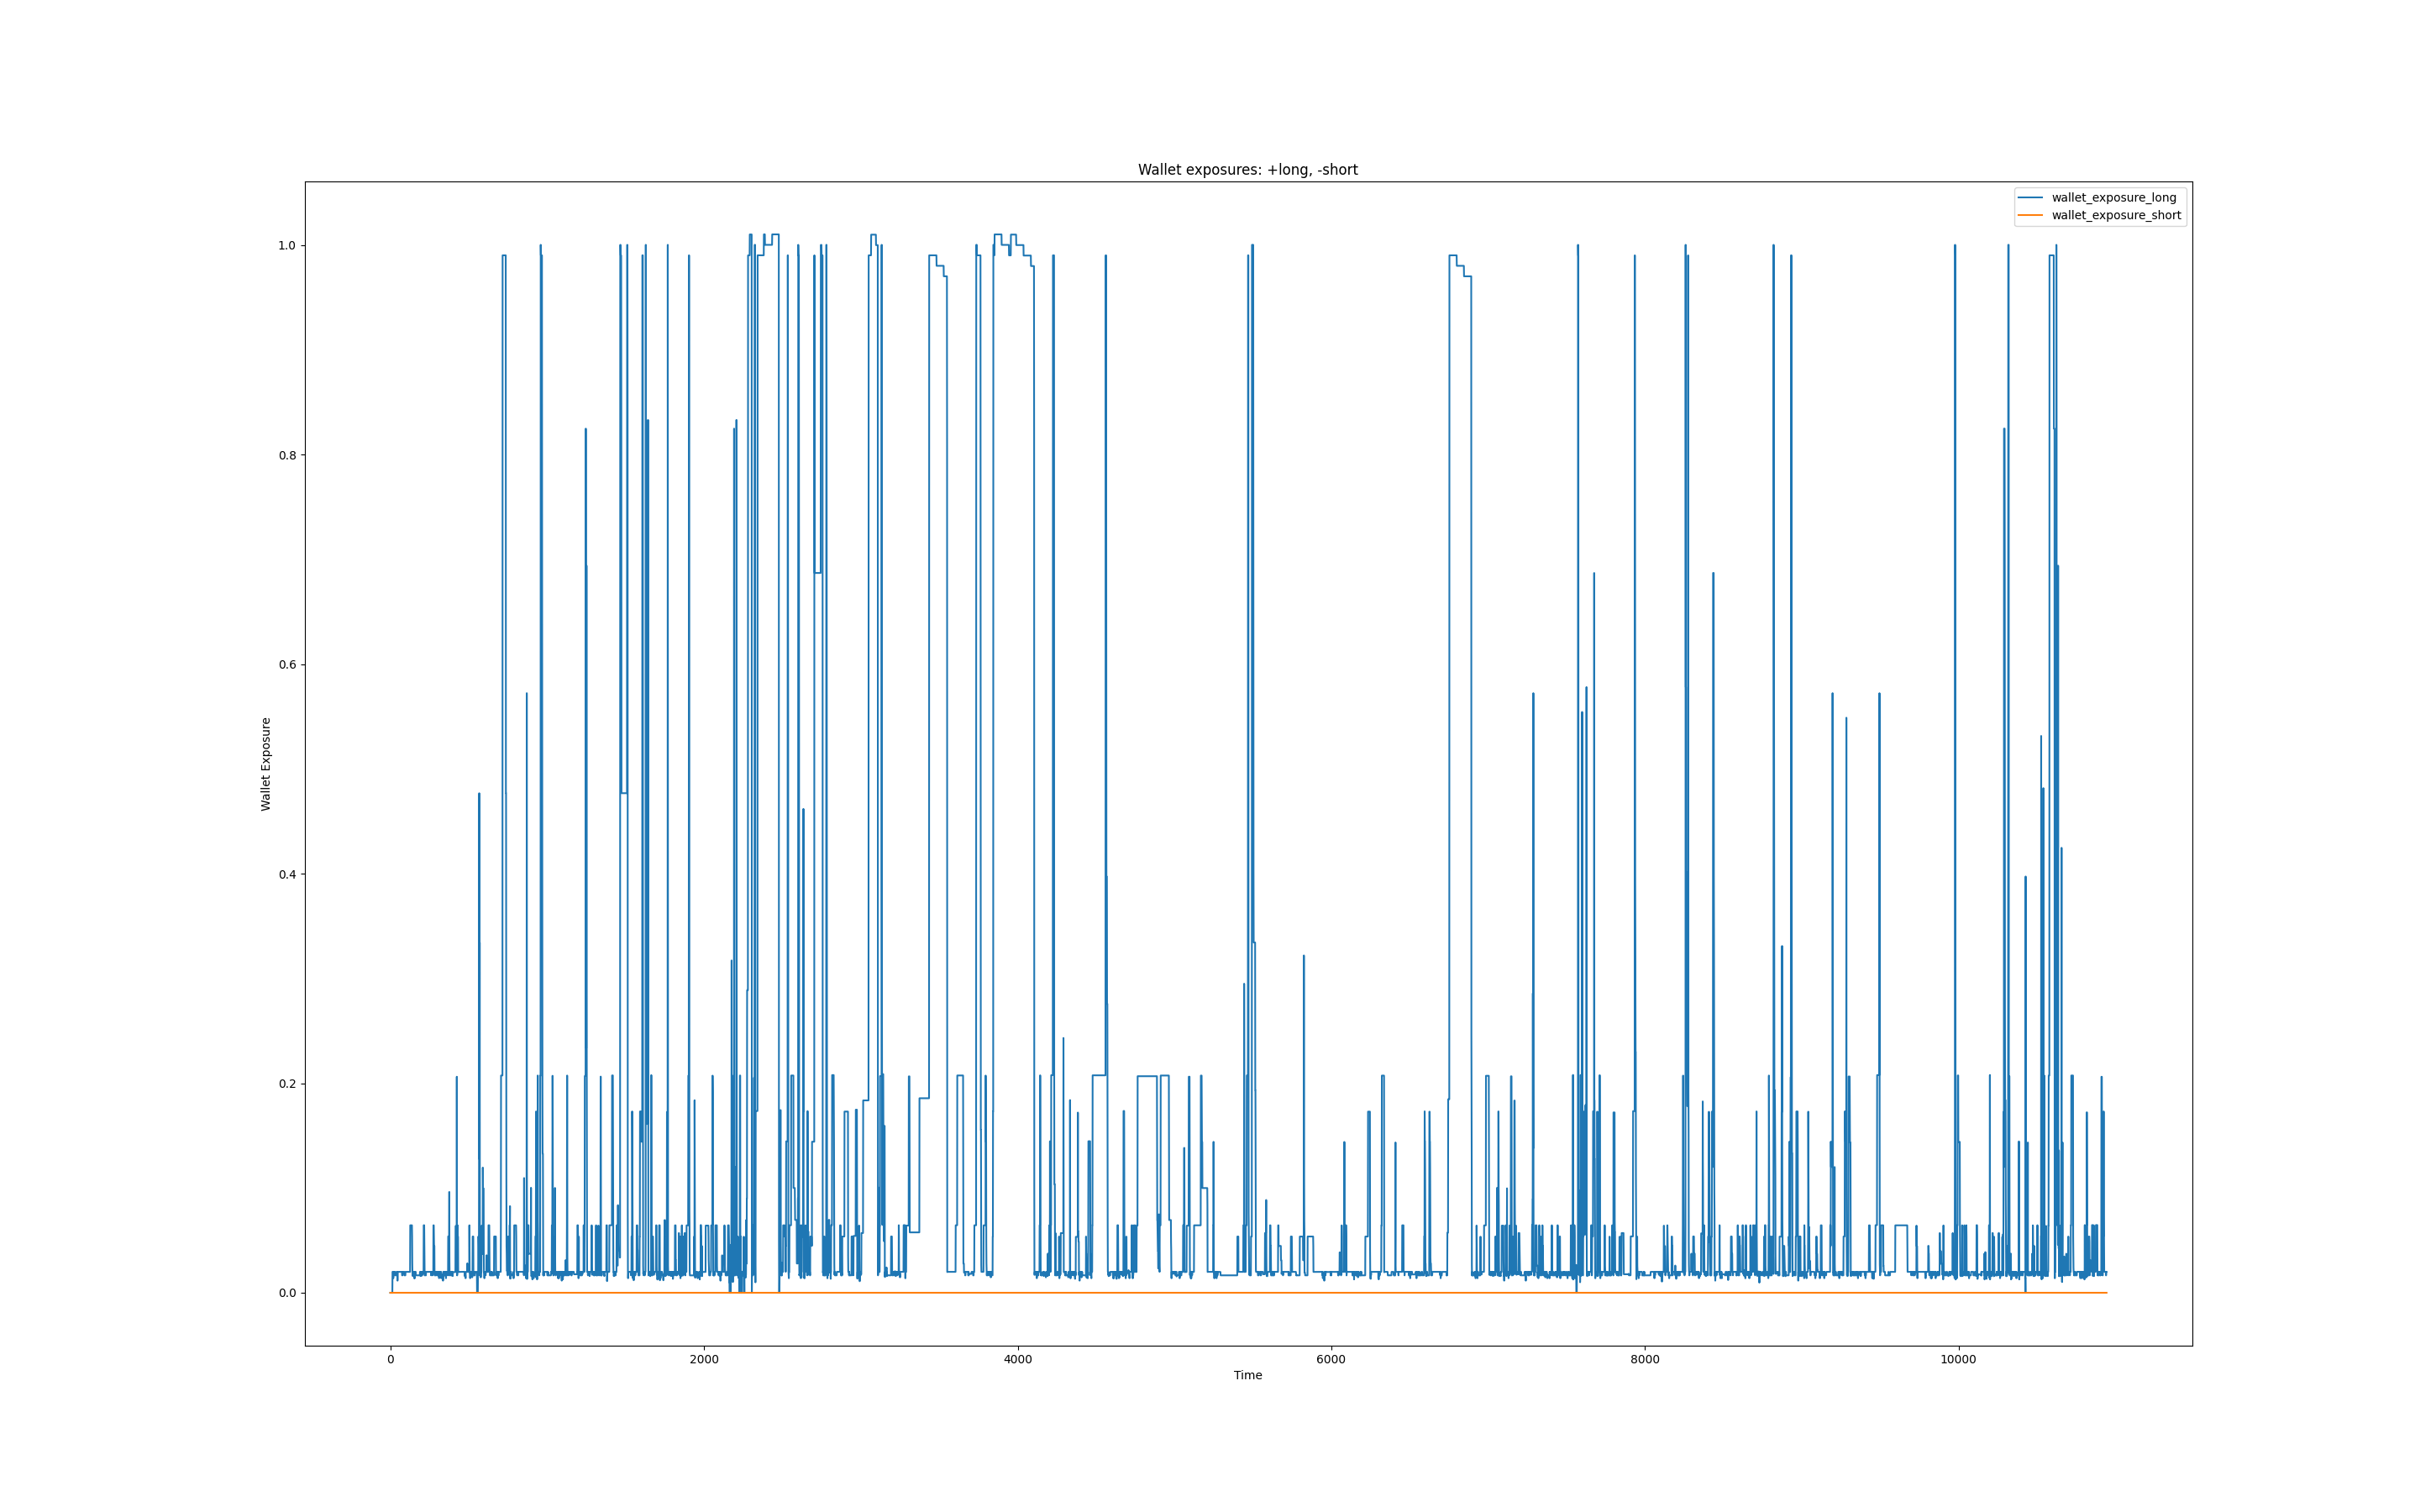 Wallet exposures: +long, -short
wallet_exposure_long
wallet_exposure_short
1.0
0.8
0.6
0.4
0.2
0.0
Wallet Exposure
0 2000 4000 6000 8000 10000
Time